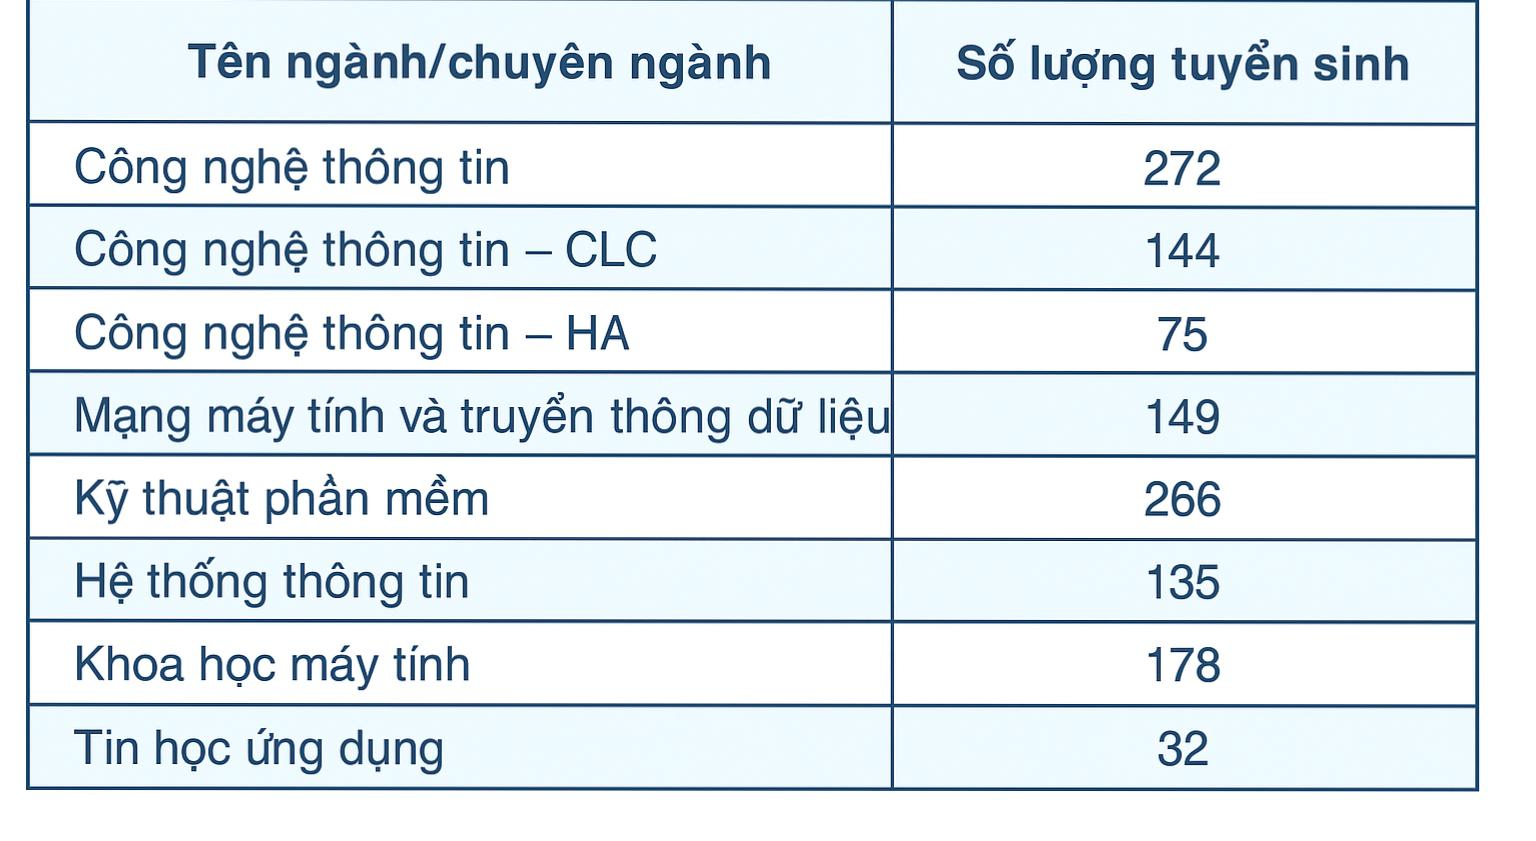 Tên ngành/chuyên ngành Số lượng tuyển sinh
Công nghệ thông tin 272
Công nghệ thông tin – CLC 144
Công nghệ thông tin – HA 75
Mạng máy tính và truyển thông dữ liệu 149
Kỹ thuật phần mềm 266
Hệ thống thông tin 135
Khoa học máy tính 178
Tin học ứng dụng 32